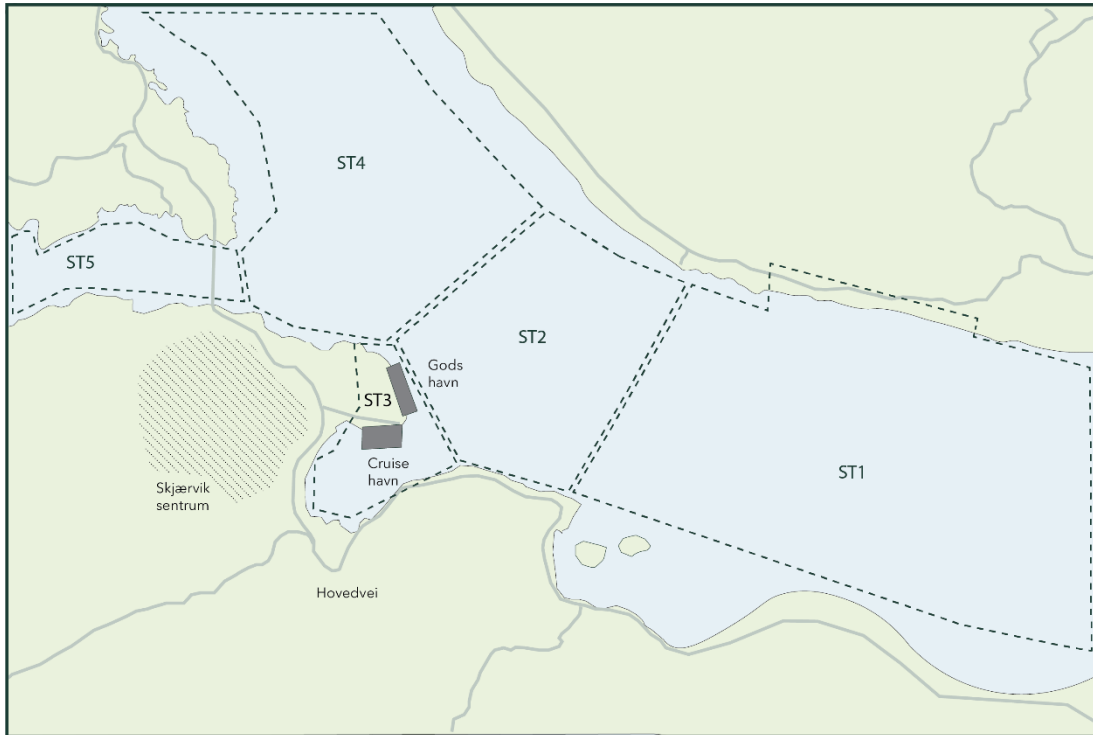 ST4
ST5
ST2
Gods
havn
ST3
Cruise
havn
ST1
Skjærvik
sentrum
Hovedvei